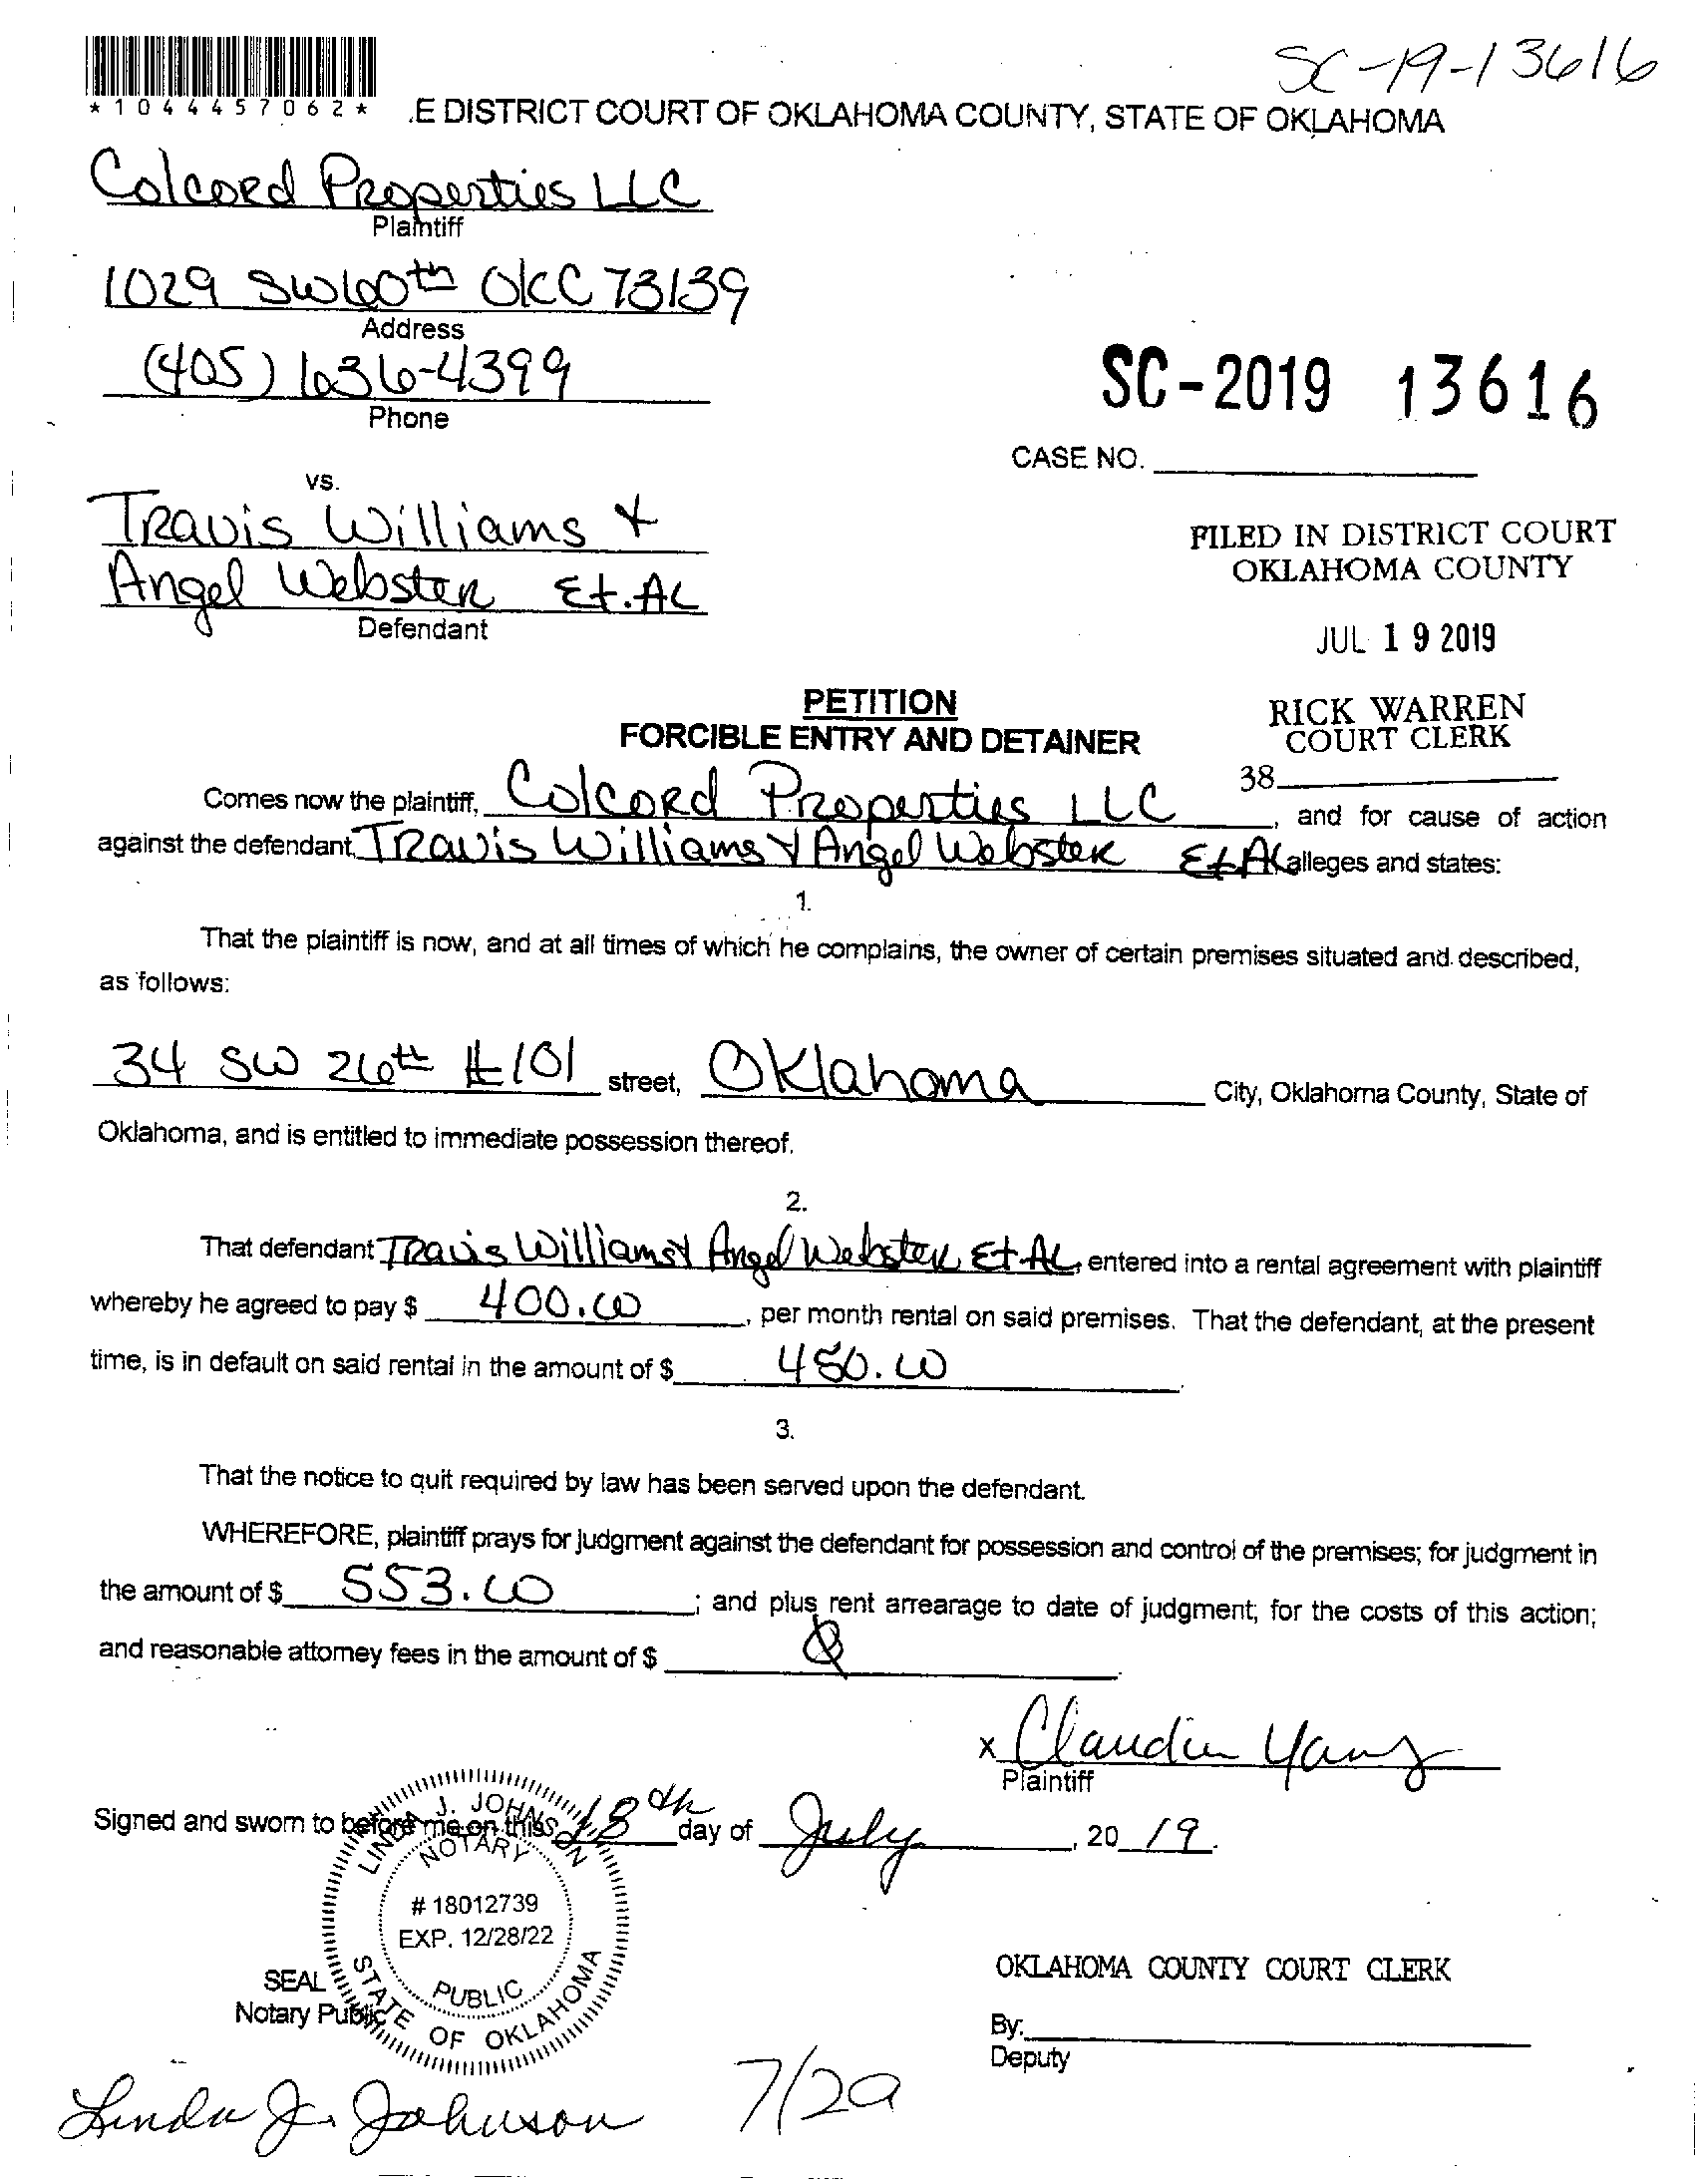 SC-19-13616
*1044457062*
.E DISTRICT COURT OF OKLAHOMA COUNTY, STATE OF OKLAHOMA
Colcord Properties LLC
Plaintiff
1029 SW 60th OKC 73139
Address
(405) 636-4399
Phone
SC-2019 13616
CASE NO.
vs.
Travis Williams &
Angel Webster Et. AL
Defendant
FILED IN DISTRICT COURT
OKLAHOMA COUNTY
JUL 19 2019
RICK WARREN
COURT CLERK
38
PETITION
FORCIBLE ENTRY AND DETAINER
Comes now the plaintiff, Colcord Properties LLC, and for cause of action
against the defendant, Travis Williams & Angel Webster Et AL alleges and states:
1.
That the plaintiff is now, and at all times of which he complains, the owner of certain premises situated and described,
as follows:
34 SW 26th #101 street, Oklahoma City, Oklahoma County, State of
Oklahoma, and is entitled to immediate possession thereof.
2.
That defendant Travis Williams & Angel Webster Et. AL, entered into a rental agreement with plaintiff
whereby he agreed to pay $ 400.00, per month rental on said premises. That the defendant, at the present
time, is in default on said rental in the amount of $ 450.00.
3.
That the notice to quit required by law has been served upon the defendant.
WHEREFORE, plaintiff prays for judgment against the defendant for possession and control of the premises; for judgment in
the amount of $ 553.00; and plus rent arrearage to date of judgment; for the costs of this action;
and reasonable attorney fees in the amount of $
x Claudia Yanz
Plaintiff
Signed and sworn to before me on this 18th day of July, 20 19.
LINDA J. JOHNSON
NOTARY
# 18012739
EXP. 12/28/22
PUBLIC
STATE OF OKLAHOMA
SEAL
Notary Public
OKLAHOMA COUNTY COURT CLERK
By:
Deputy
Linda J. Johnson
7/29